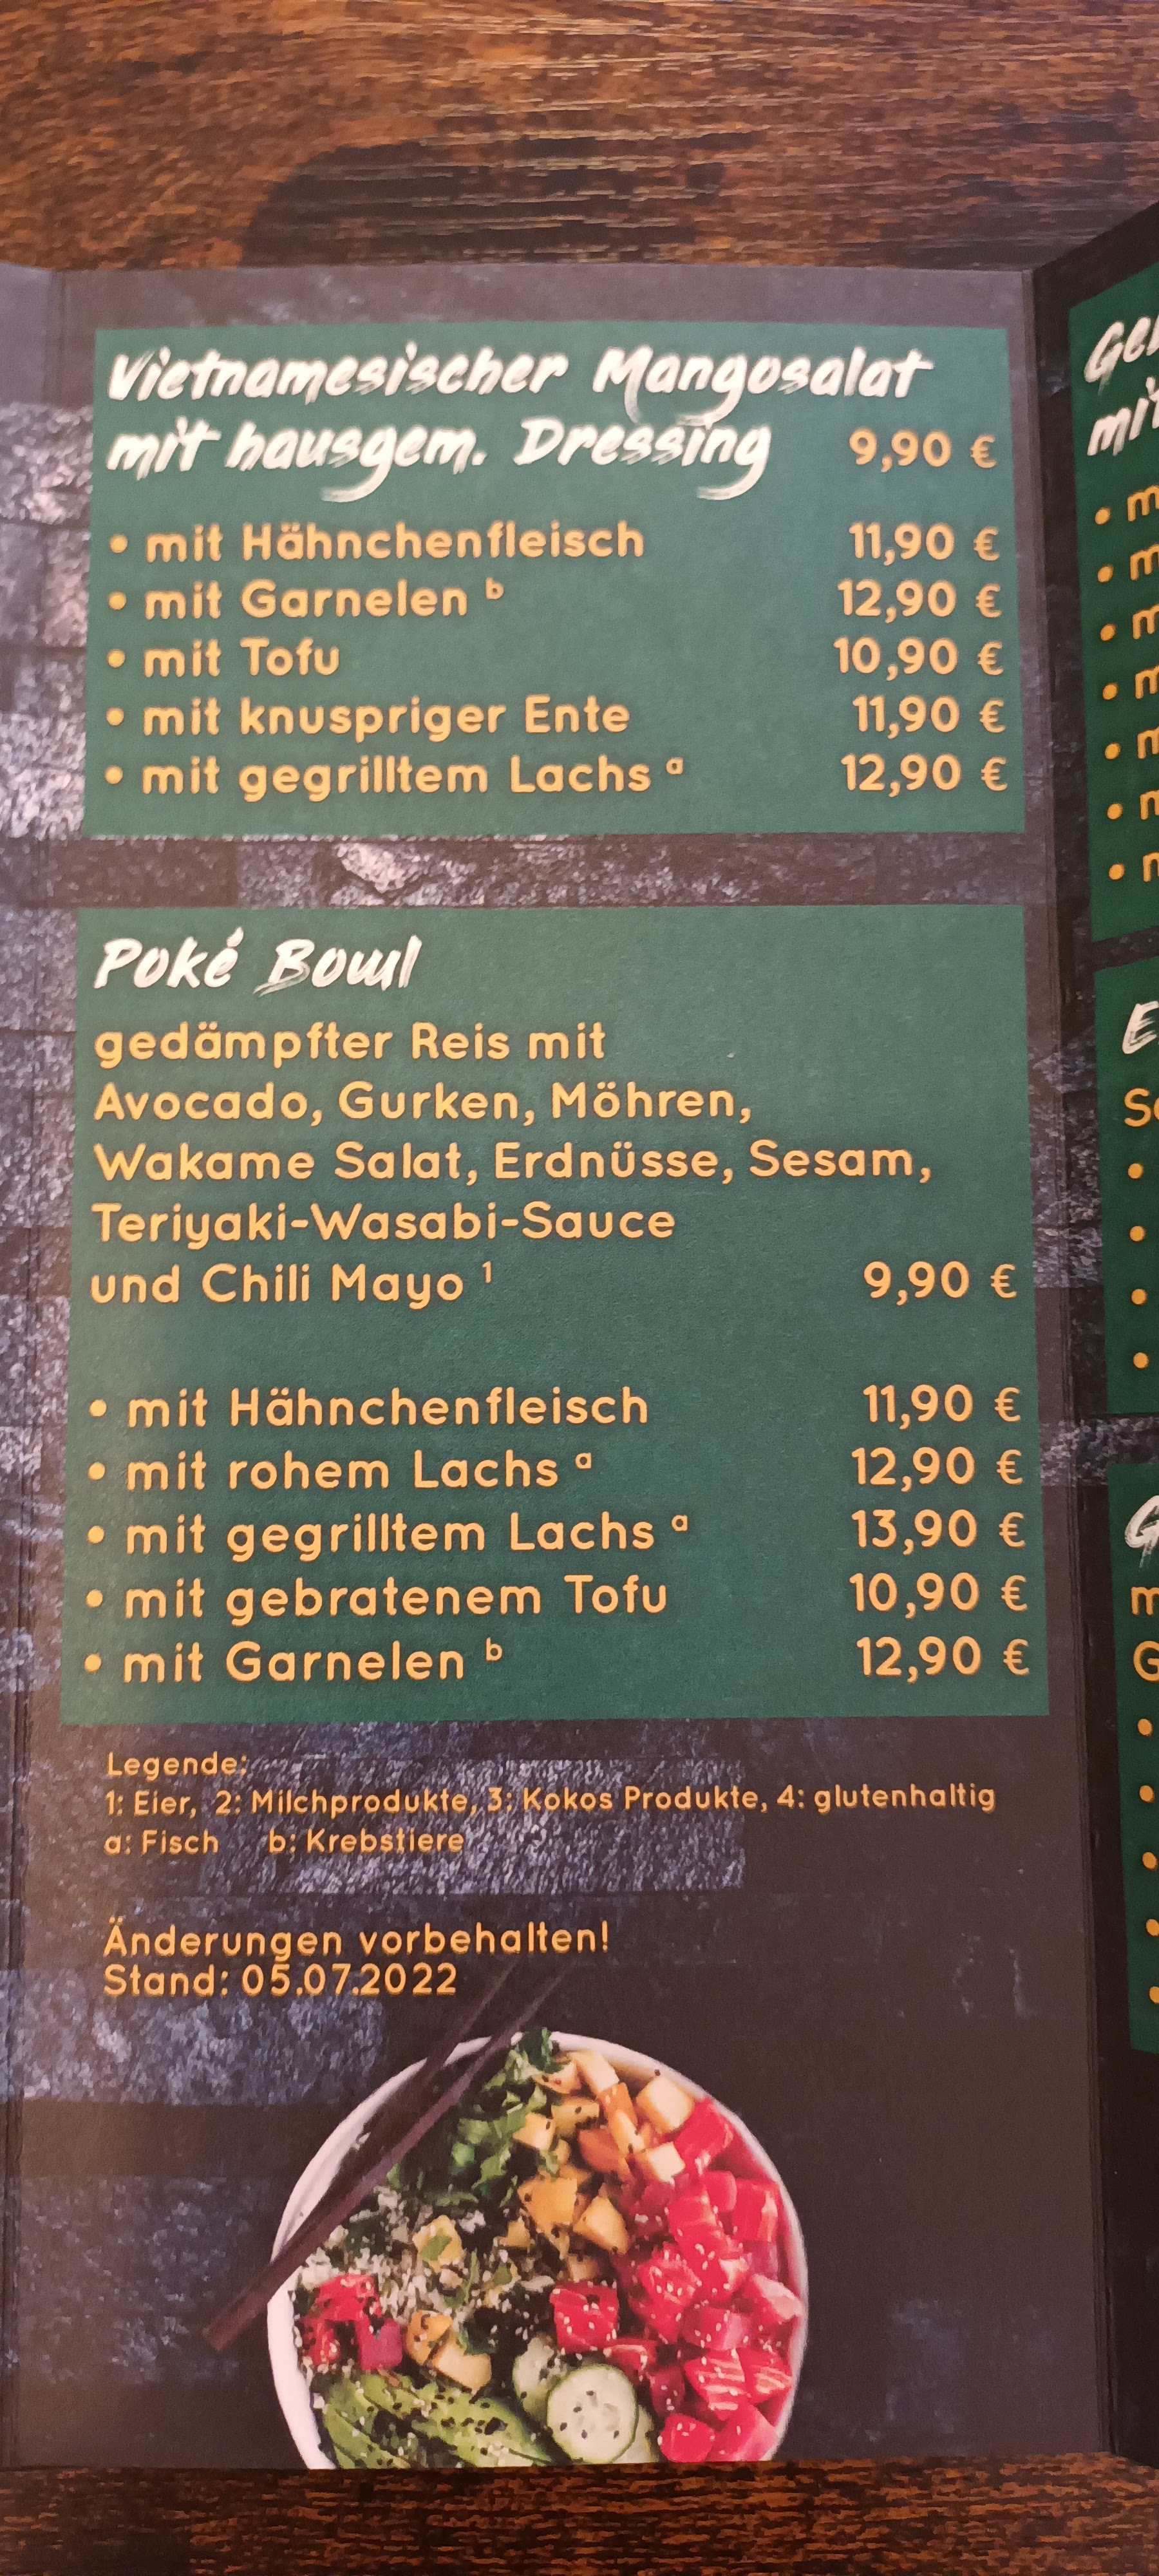 Vietnamesischer Mangosalat
mit hausgem. Dressing 9,90 €
• mit Hähnchenfleisch 11,90 €
• mit Garnelen ᵇ 12,90 €
• mit Tofu 10,90 €
• mit knuspriger Ente 11,90 €
• mit gegrilltem Lachs ᵃ 12,90 €
Poké Bowl
gedämpfter Reis mit
Avocado, Gurken, Möhren,
Wakame Salat, Erdnüsse, Sesam,
Teriyaki-Wasabi-Sauce
und Chili Mayo ¹ 9,90 €
• mit Hähnchenfleisch 11,90 €
• mit rohem Lachs ᵃ 12,90 €
• mit gegrilltem Lachs ᵃ 13,90 €
• mit gebratenem Tofu 10,90 €
• mit Garnelen ᵇ 12,90 €
Legende:
1: Eier, 2: Milchprodukte, 3: Kokos Produkte, 4: glutenhaltig
a: Fisch b: Krebstiere
Änderungen vorbehalten!
Stand: 05.07.2022